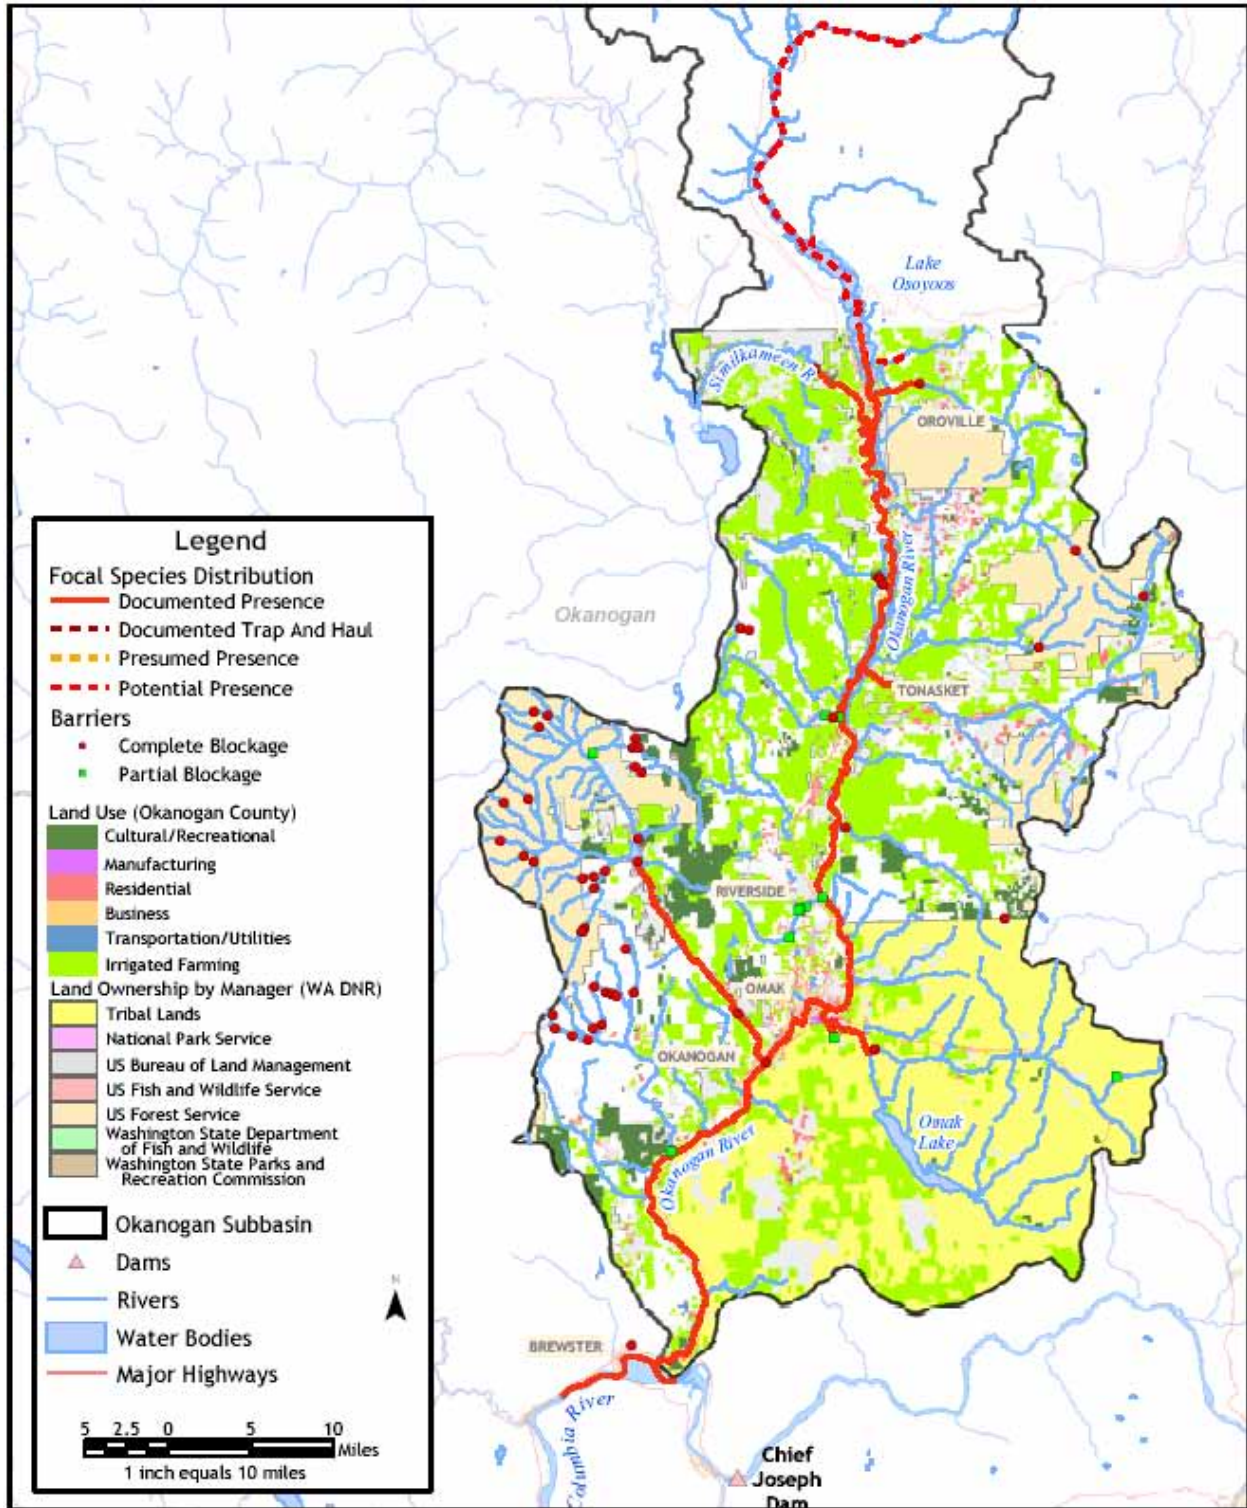 Lake
Osoyoos
Similkameen R
OROVILLE
Okanogan River
Okanogan
TONASKET
RIVERSIDE
OMAK
OKANOGAN
Omak
Lake
Okanogan River
BREWSTER
Columbia River
Chief
Joseph
Dam
Legend
Focal Species Distribution
Documented Presence
Documented Trap And Haul
Presumed Presence
Potential Presence
Barriers
Complete Blockage
Partial Blockage
Land Use (Okanogan County)
Cultural/Recreational
Manufacturing
Residential
Business
Transportation/Utilities
Irrigated Farming
Land Ownership by Manager (WA DNR)
Tribal Lands
National Park Service
US Bureau of Land Management
US Fish and Wildlife Service
US Forest Service
Washington State Department
of Fish and Wildlife
Washington State Parks and
Recreation Commission
Okanogan Subbasin
Dams
Rivers
Water Bodies
Major Highways
N
5 2.5 0 5 10
Miles
1 inch equals 10 miles